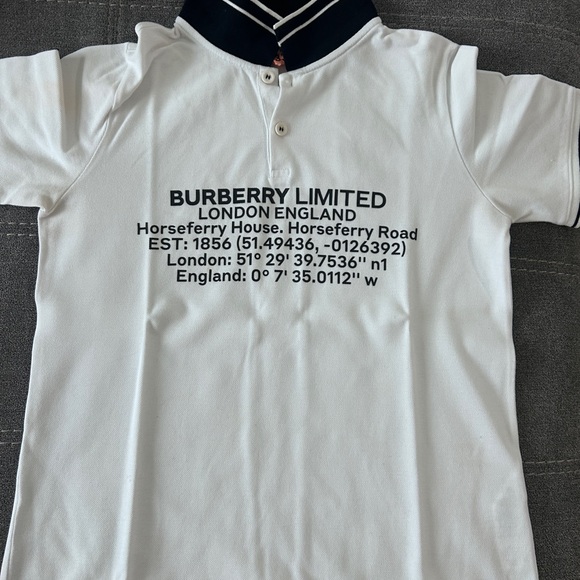 BURBERRY LIMITED
LONDON ENGLAND
Horseferry House. Horseferry Road
EST: 1856 (51.49436, -0126392)
London: 51° 29' 39.7536'' n1
England: 0° 7' 35.0112'' w